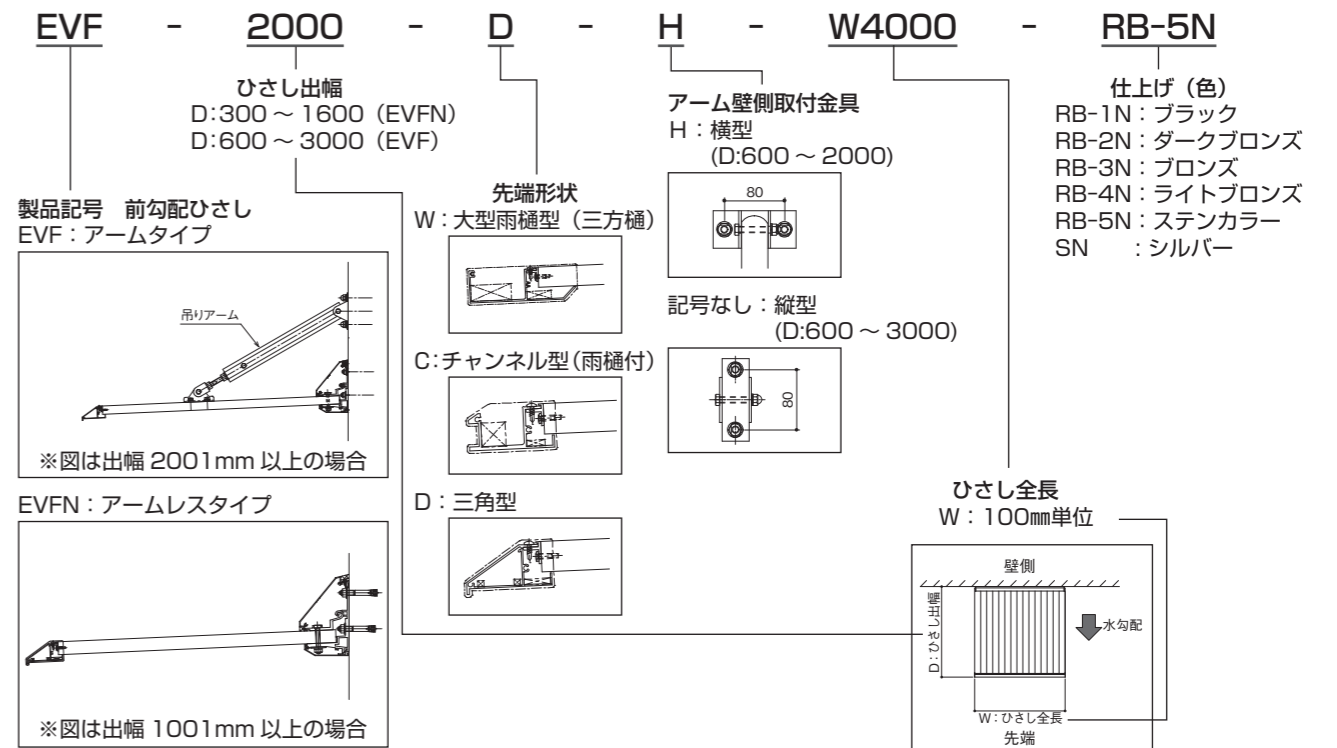 EVF - 2000 - D - H - W4000 - RB-5N
ひさし出幅
D:300 ～ 1600（EVFN）
D:600 ～ 3000（EVF）
製品記号　前勾配ひさし
EVF：アームタイプ
吊りアーム
※図は出幅 2001mm 以上の場合
EVFN：アームレスタイプ
※図は出幅 1001mm 以上の場合
先端形状
W：大型雨樋型（三方樋）
C：チャンネル型（雨樋付）
D：三角型
アーム壁側取付金具
H：横型
(D:600 ～ 2000)
80
記号なし：縦型
(D:600 ～ 3000)
80
仕上げ（色）
RB-1N：ブラック
RB-2N：ダークブロンズ
RB-3N：ブロンズ
RB-4N：ライトブロンズ
RB-5N：ステンカラー
SN　　：シルバー
ひさし全長
W：100㎜単位
壁側
D：ひさし出幅
水勾配
W：ひさし全長
先端